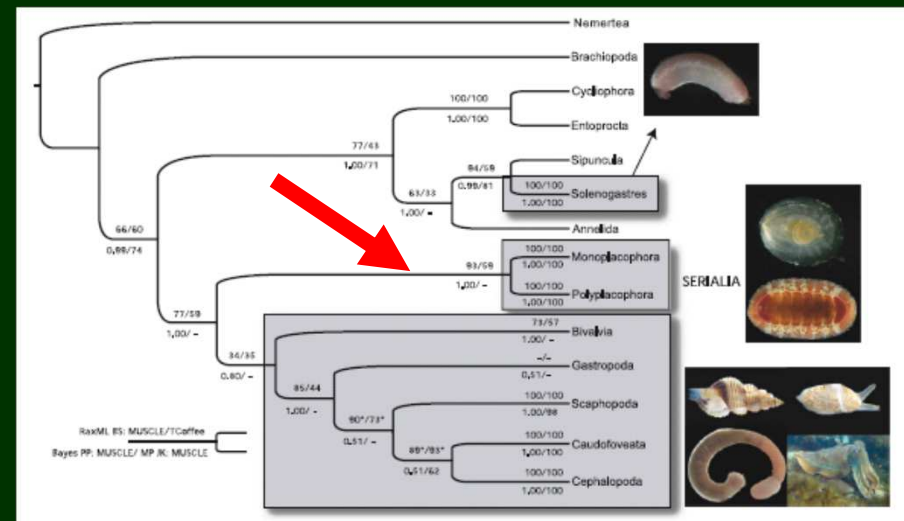 Nemertea
Brachiopoda
100/100
1.00/100
Cycliophora
Entoprocta
77/43
1.00/71
94/59
0.99/81
Sipuncula
63/33
1.00/ -
100/100
1.00/100
Solenogastres
Annelida
66/60
0.99/74
93/59
1.00/ -
100/100
1.00/100
Monoplacophora
100/100
1.00/100
Polyplacophora
SERIALIA
77/59
1.00/ -
73/57
1.00/ -
Bivalvia
34/35
0.80/ -
-/-
0.51/-
Gastropoda
85/44
1.00/ -
100/100
1.00/98
Scaphopoda
90*/73*
0.51/ -
100/100
1.00/100
Caudofoveata
89*/93*
0.51/62
100/100
1.00/100
Cephalopoda
RaxML BS: MUSCLE/TCoffee
Bayes PP: MUSCLE/ MP JK: MUSCLE